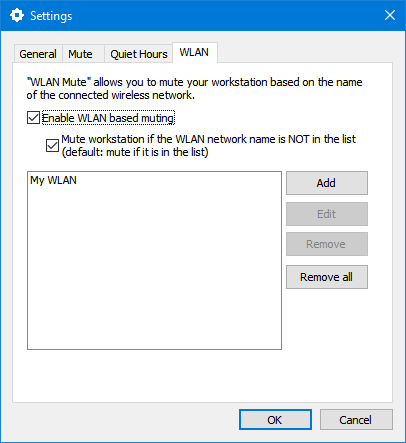 Settings
General Mute Quiet Hours WLAN
"WLAN Mute" allows you to mute your workstation based on the name
of the connected wireless network.
Enable WLAN based muting
Mute workstation if the WLAN network name is NOT in the list
(default: mute if it is in the list)
My WLAN
Add
Edit
Remove
Remove all
OK Cancel